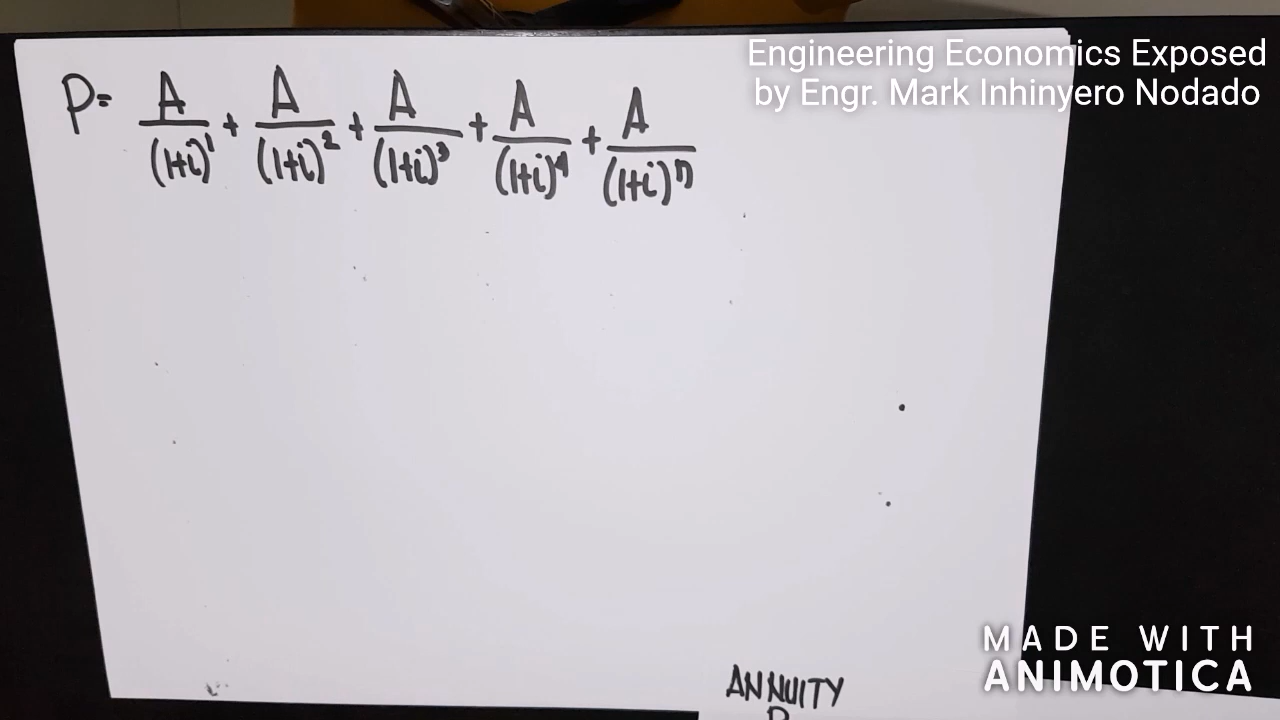 Engineering Economics Exposed
by Engr. Mark Inhinyero Nodado
P= A/(1+i)¹ + A/(1+i)² + A/(1+i)³ + A/(1+i)⁴ + A/(1+i)ⁿ
ANNUITY
MADE WITH
ANIMOTICA